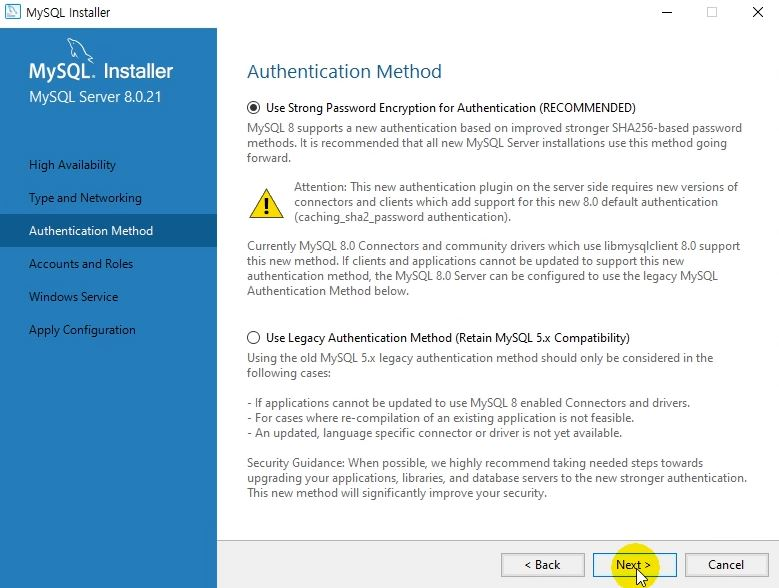 MySQL Installer
MySQL. Installer
MySQL Server 8.0.21
High Availability
Type and Networking
Authentication Method
Accounts and Roles
Windows Service
Apply Configuration
Authentication Method
Use Strong Password Encryption for Authentication (RECOMMENDED)
MySQL 8 supports a new authentication based on improved stronger SHA256-based password
methods. It is recommended that all new MySQL Server installations use this method going
forward.
Attention: This new authentication plugin on the server side requires new versions of
connectors and clients which add support for this new 8.0 default authentication
(caching_sha2_password authentication).
Currently MySQL 8.0 Connectors and community drivers which use libmysqlclient 8.0 support
this new method. If clients and applications cannot be updated to support this new
authentication method, the MySQL 8.0 Server can be configured to use the legacy MySQL
Authentication Method below.
Use Legacy Authentication Method (Retain MySQL 5.x Compatibility)
Using the old MySQL 5.x legacy authentication method should only be considered in the
following cases:
- If applications cannot be updated to use MySQL 8 enabled Connectors and drivers.
- For cases where re-compilation of an existing application is not feasible.
- An updated, language specific connector or driver is not yet available.
Security Guidance: When possible, we highly recommend taking needed steps towards
upgrading your applications, libraries, and database servers to the new stronger authentication.
This new method will significantly improve your security.
< Back
Next >
Cancel